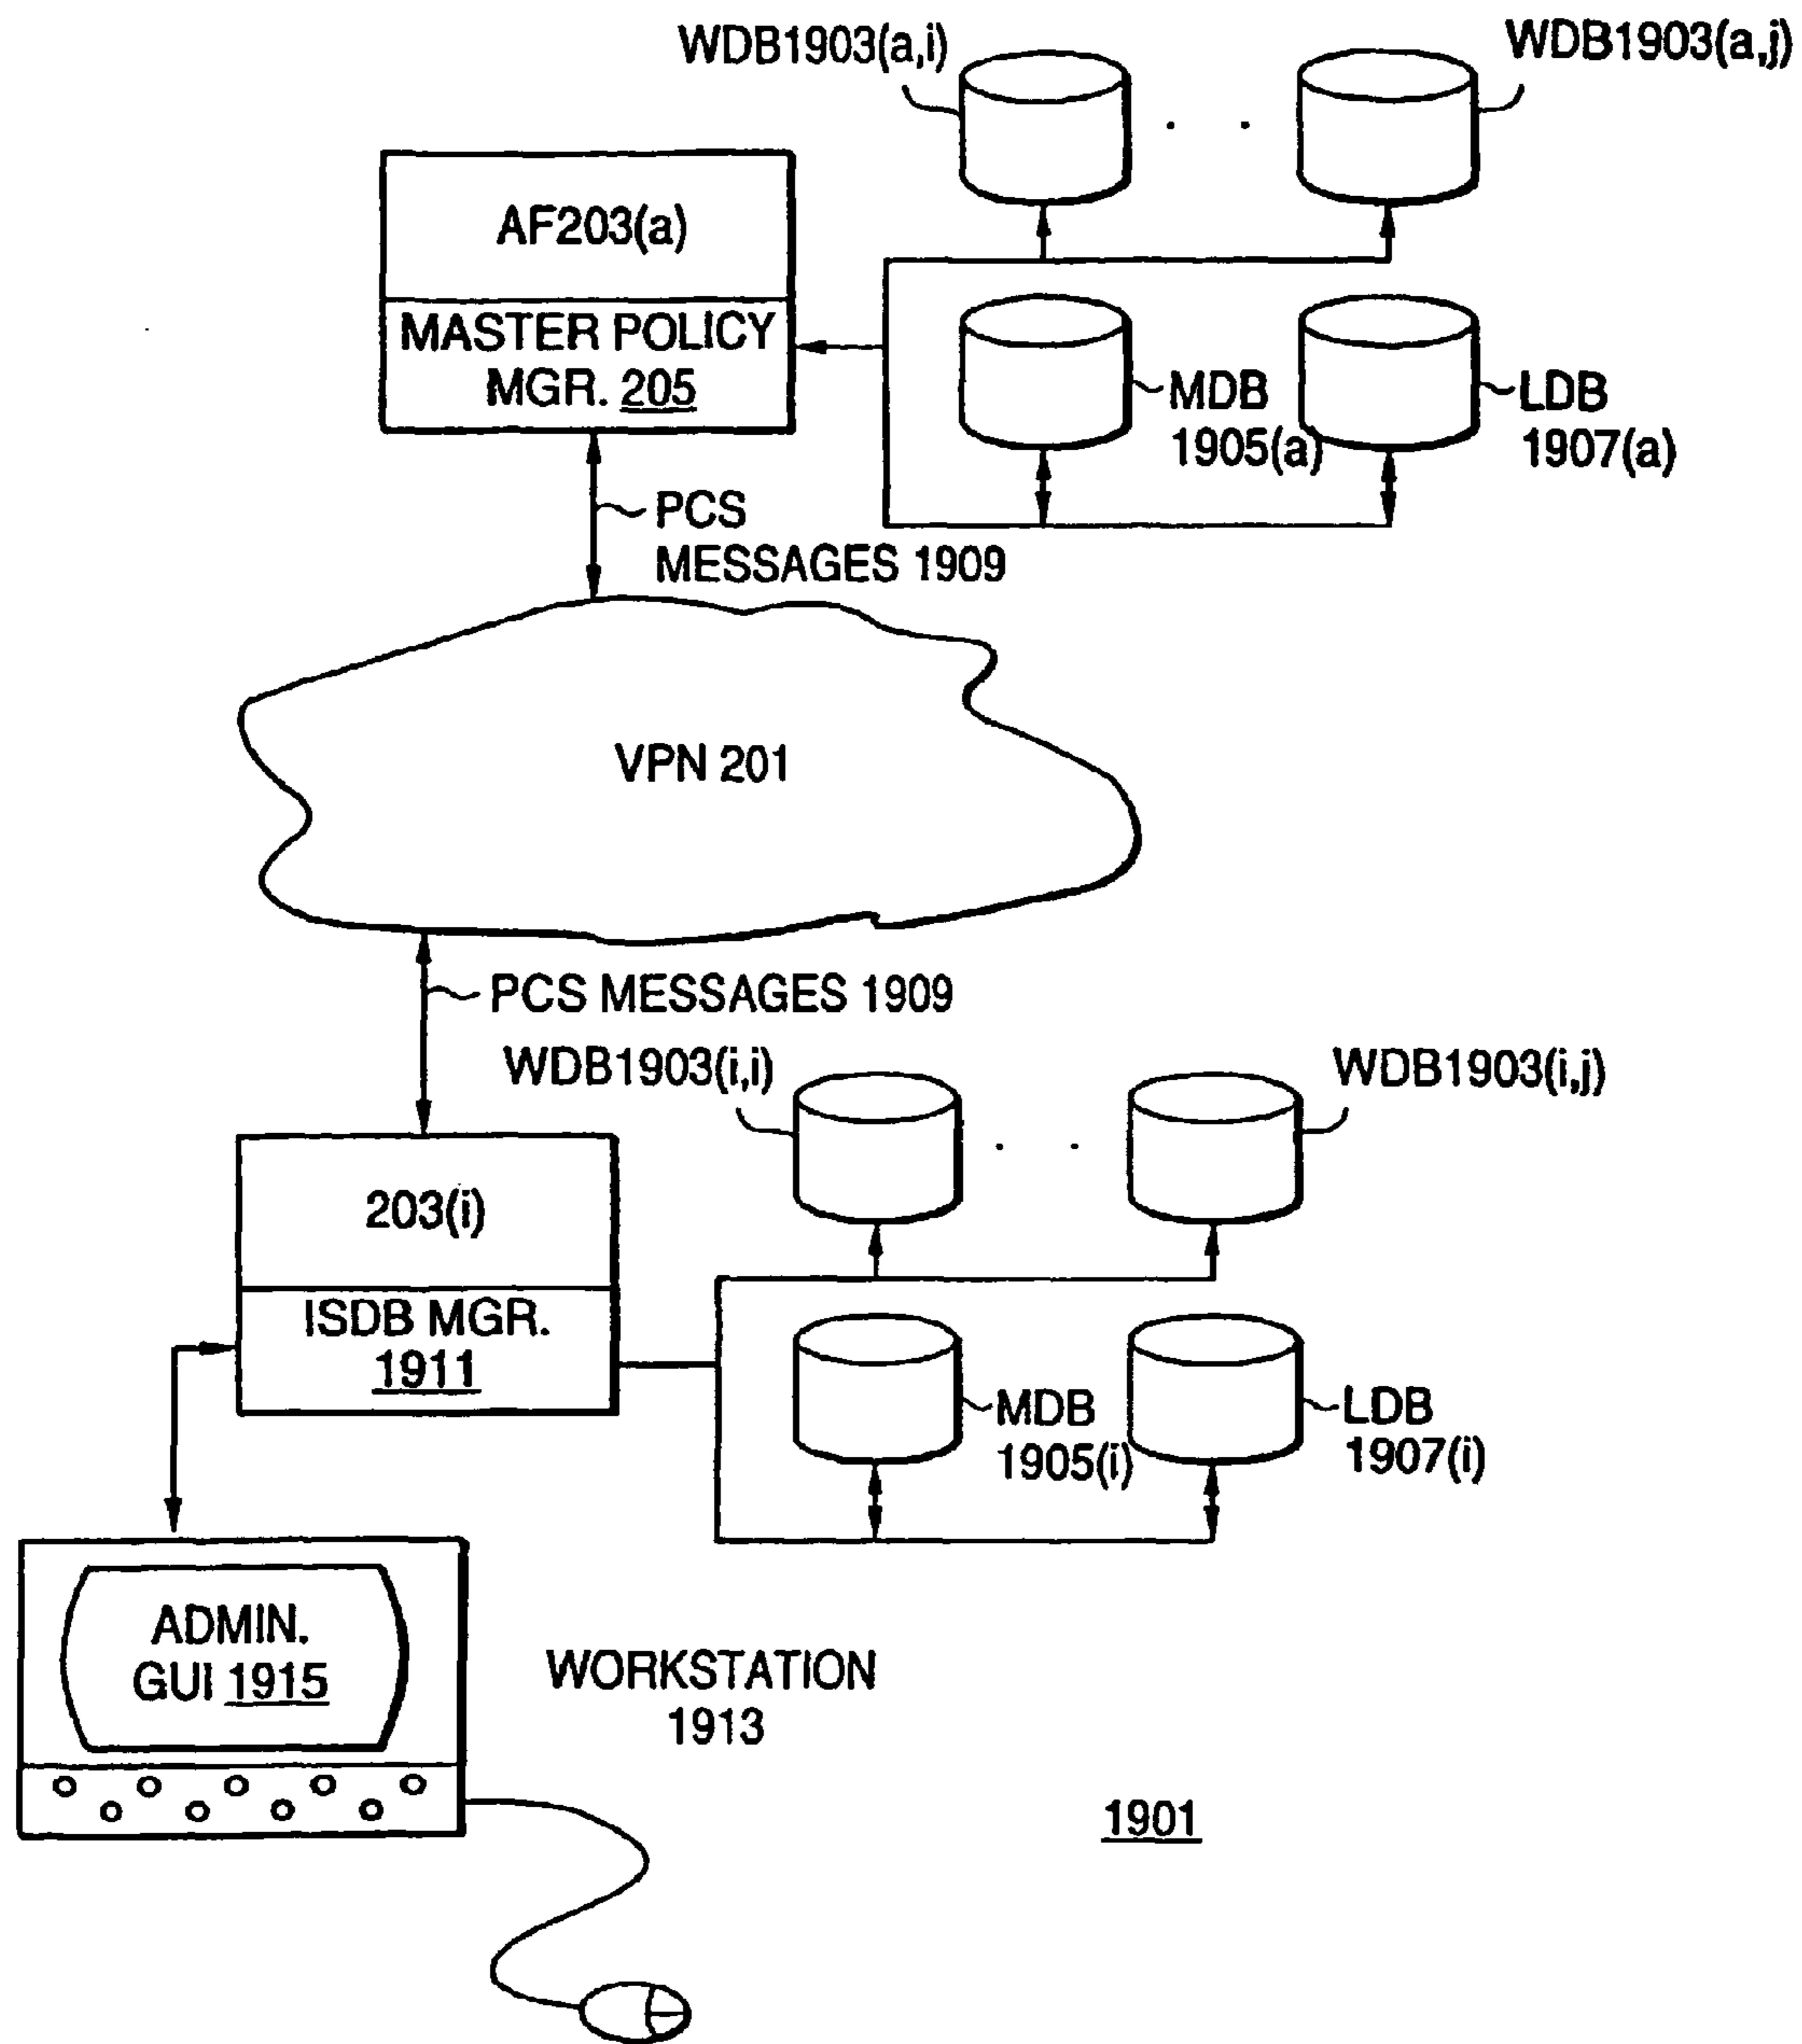 WDB1903(a,i)
WDB1903(a,j)
AF203(a)
MASTER POLICY
MGR. 205
MDB
1905(a)
LDB
1907(a)
PCS
MESSAGES 1909
VPN 201
PCS MESSAGES 1909
WDB1903(i,i)
WDB1903(i,j)
203(i)
ISDB MGR.
1911
MDB
1905(i)
LDB
1907(i)
ADMIN.
GUI 1915
WORKSTATION
1913
1901